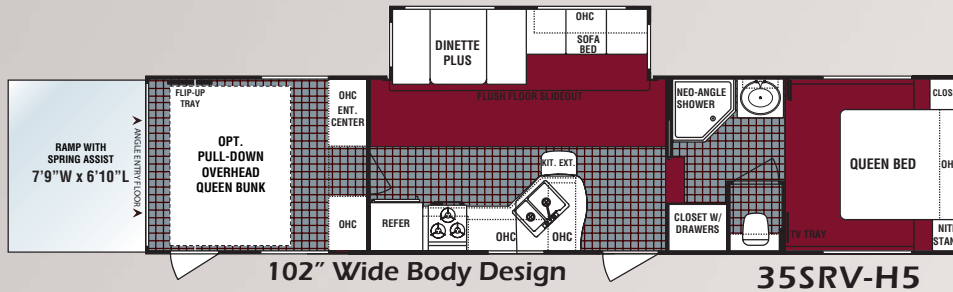 OHC
DINETTE
PLUS
SOFA
BED
FLUSH FLOOR SLIDEOUT
FLIP-UP
TRAY
OHC
ENT.
CENTER
NEO-ANGLE
SHOWER
CLOS
RAMP WITH
SPRING ASSIST
7'9"W x 6'10"L
ANGLE ENTRY FLOOR
OPT.
PULL-DOWN
OVERHEAD
QUEEN BUNK
KIT. EXT.
QUEEN BED
OH
OHC
REFER
OHC
OHC
CLOSET W/
DRAWERS
TV TRAY
NIT
STAN
102" Wide Body Design
35SRV-H5